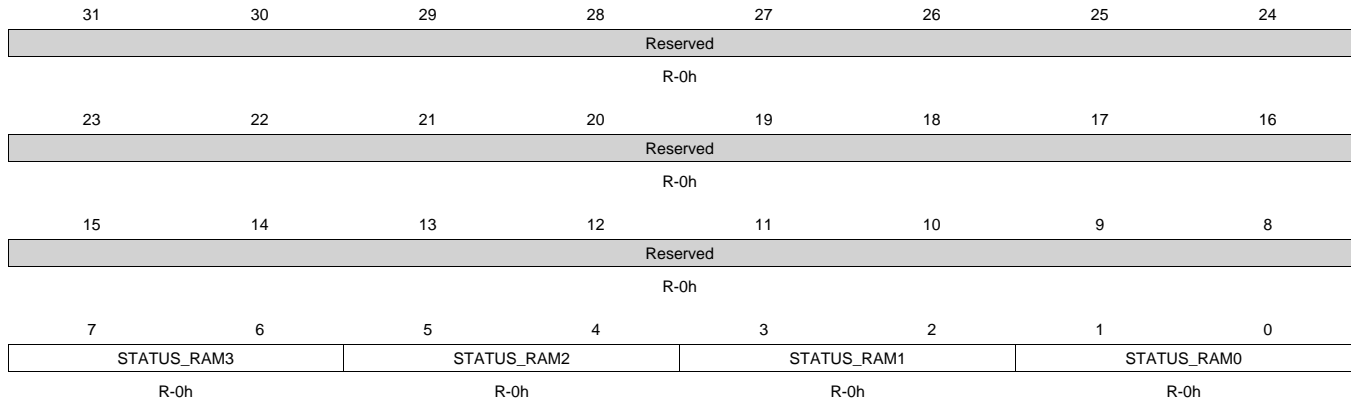 31 30 29 28 27 26 25 24
Reserved
R-0h
23 22 21 20 19 18 17 16
Reserved
R-0h
15 14 13 12 11 10 9 8
Reserved
R-0h
7 6 5 4 3 2 1 0
STATUS_RAM3 STATUS_RAM2 STATUS_RAM1 STATUS_RAM0
R-0h R-0h R-0h R-0h